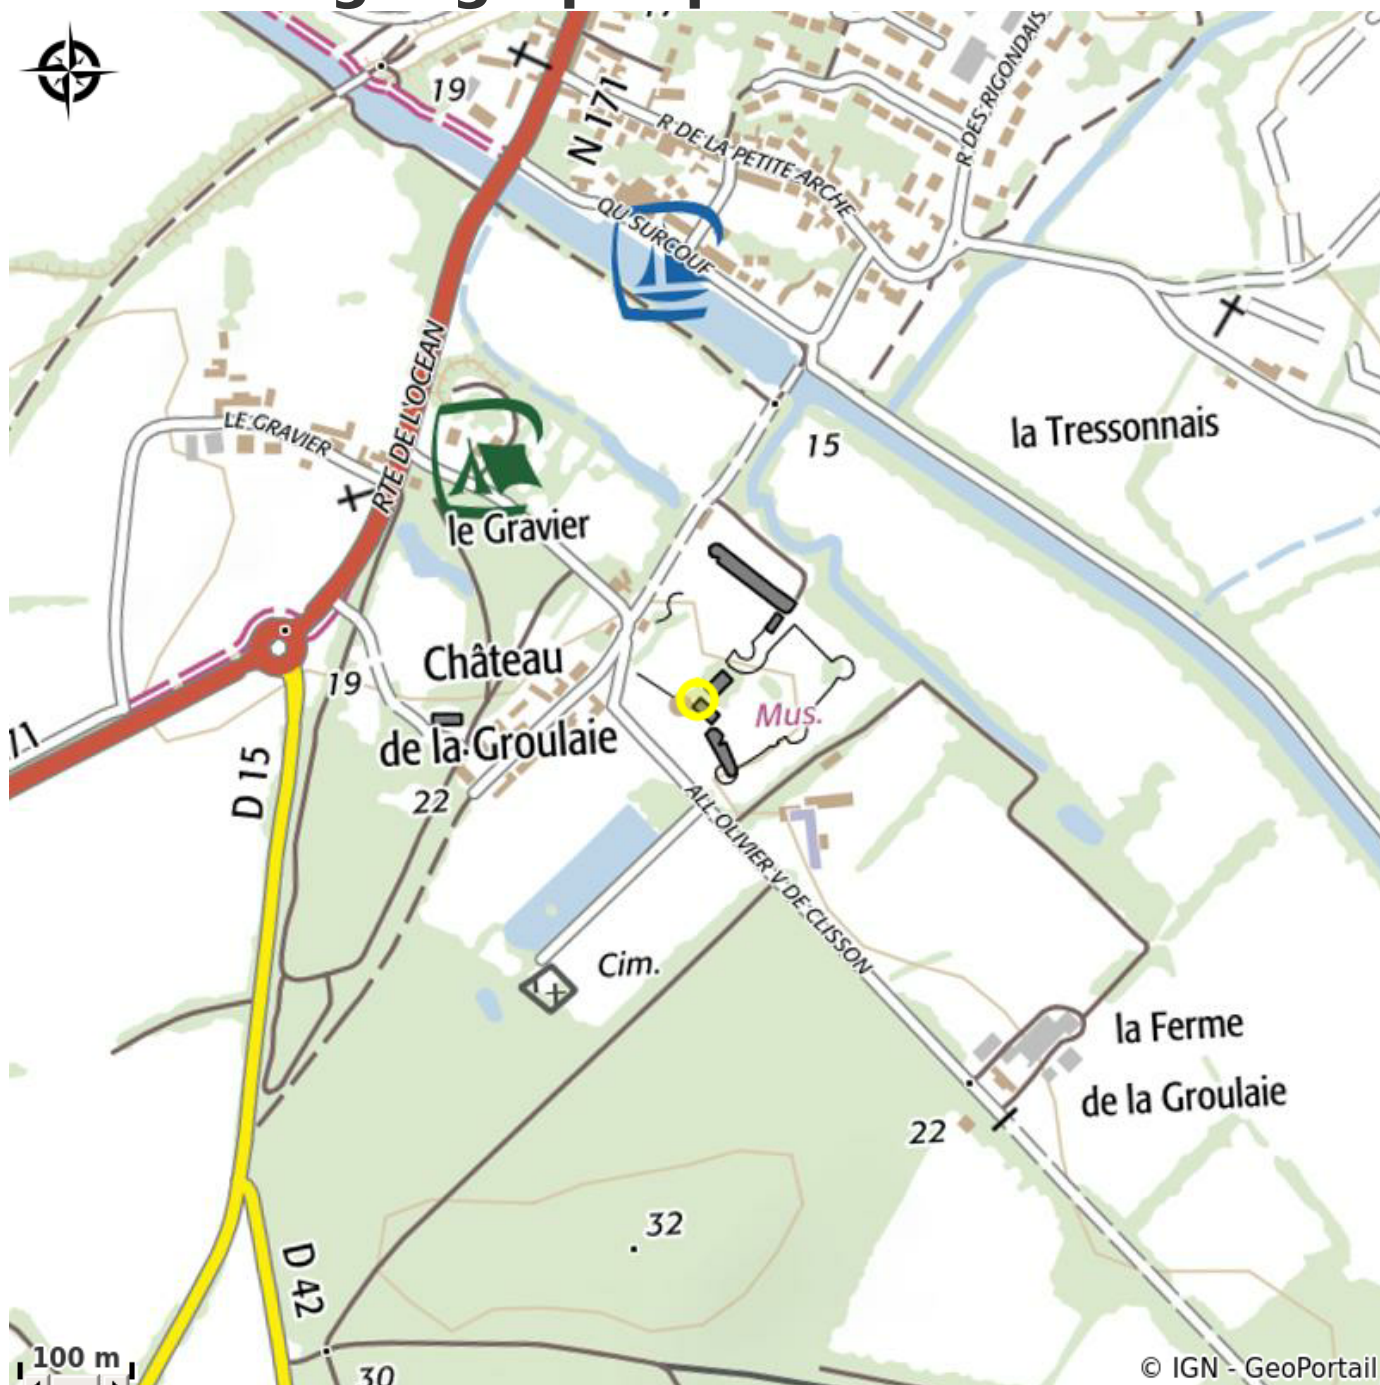 19
N 171
R DE LA PETITE ARCHE
R DES RIGONDAIS
QU SURCOUF
RTE DE L'OCEAN
LE GRAVIER
la Tressonnais
15
le Gravier
Château
de la Groulaie
19
Mus.
D 15
22
ALL OLIVIER V DE CLISSON
Cim.
la Ferme
de la Groulaie
22
32
D 42
100 m
30
© IGN - GeoPortail